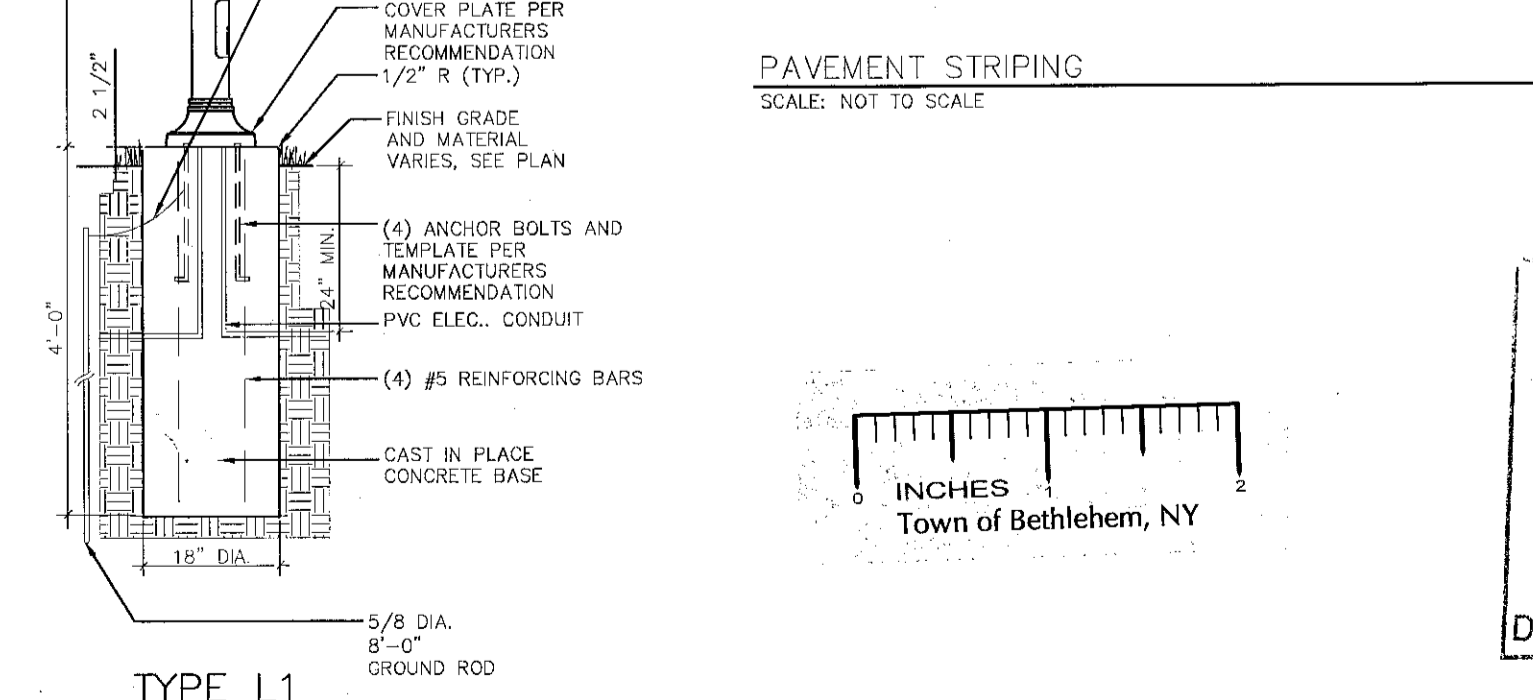 COVER PLATE PER
MANUFACTURERS
RECOMMENDATION
1/2" R (TYP.)
2 1/2"
FINISH GRADE
AND MATERIAL
VARIES, SEE PLAN
(4) ANCHOR BOLTS AND
TEMPLATE PER
MANUFACTURERS
RECOMMENDATION
24" MIN.
PVC ELEC.. CONDUIT
4'-0"
(4) #5 REINFORCING BARS
CAST IN PLACE
CONCRETE BASE
18" DIA.
5/8 DIA.
8'-0"
GROUND ROD
TYPE L1
PAVEMENT STRIPING
SCALE: NOT TO SCALE
0 1 2
INCHES
Town of Bethlehem, NY
D